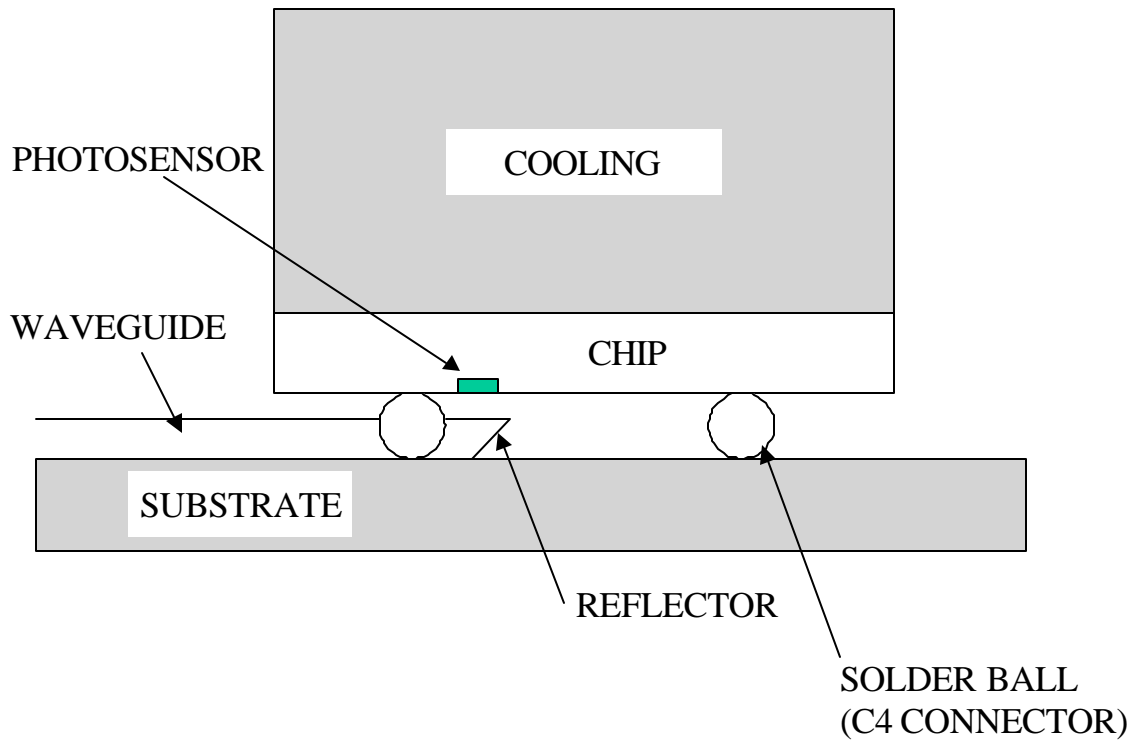 COOLING
PHOTOSENSOR
WAVEGUIDE
CHIP
SUBSTRATE
REFLECTOR
SOLDER BALL
(C4 CONNECTOR)